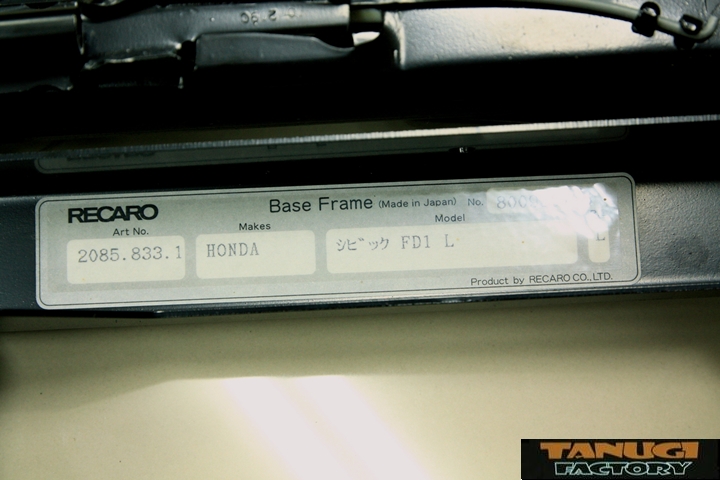 RECARO
Base Frame (Made in Japan) No.
Art No.
Makes
Model
2085.833.1
HONDA
シビック FD1 L
L
Product by RECARO CO., LTD.
TANUGI
FACTORY